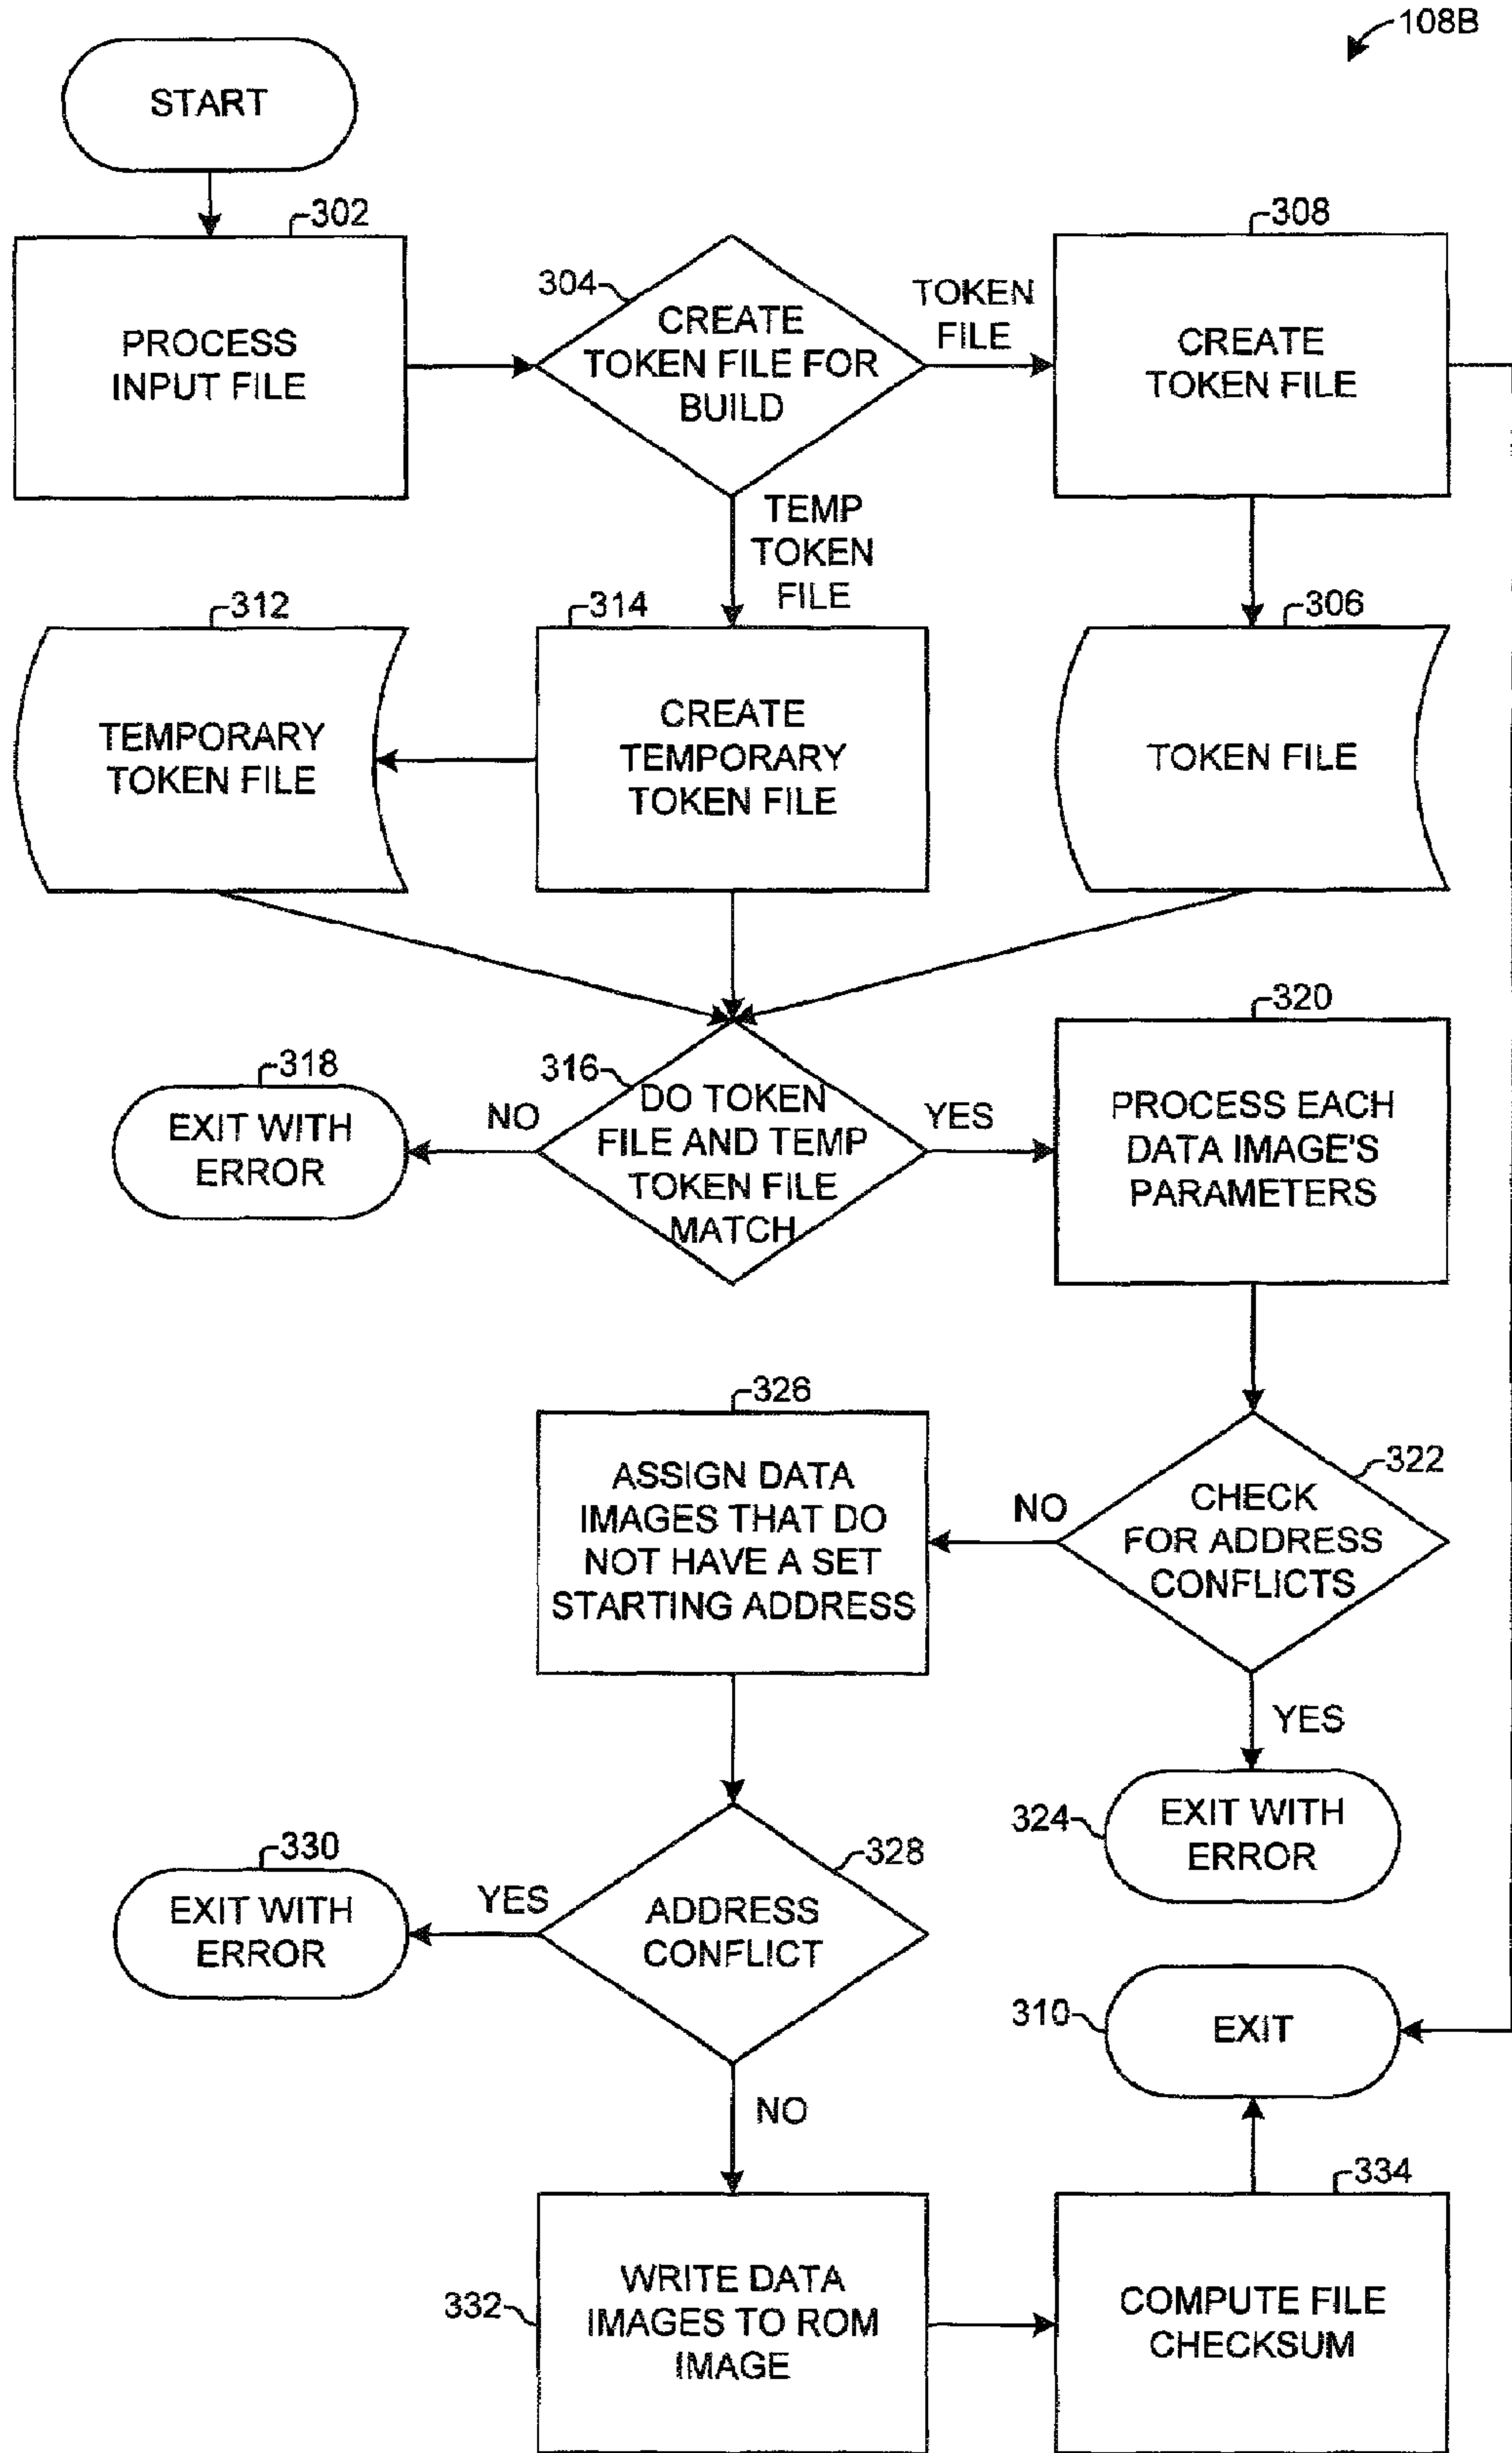 108B
START
302
PROCESS
INPUT FILE
304
CREATE
TOKEN FILE FOR
BUILD
TOKEN
FILE
308
CREATE
TOKEN FILE
TEMP
TOKEN
FILE
312
TEMPORARY
TOKEN FILE
314
CREATE
TEMPORARY
TOKEN FILE
306
TOKEN FILE
318
EXIT WITH
ERROR
NO
316
DO TOKEN
FILE AND TEMP
TOKEN FILE
MATCH
YES
320
PROCESS EACH
DATA IMAGE'S
PARAMETERS
326
ASSIGN DATA
IMAGES THAT DO
NOT HAVE A SET
STARTING ADDRESS
NO
322
CHECK
FOR ADDRESS
CONFLICTS
YES
324
EXIT WITH
ERROR
330
EXIT WITH
ERROR
YES
328
ADDRESS
CONFLICT
310
EXIT
NO
332
WRITE DATA
IMAGES TO ROM
IMAGE
334
COMPUTE FILE
CHECKSUM